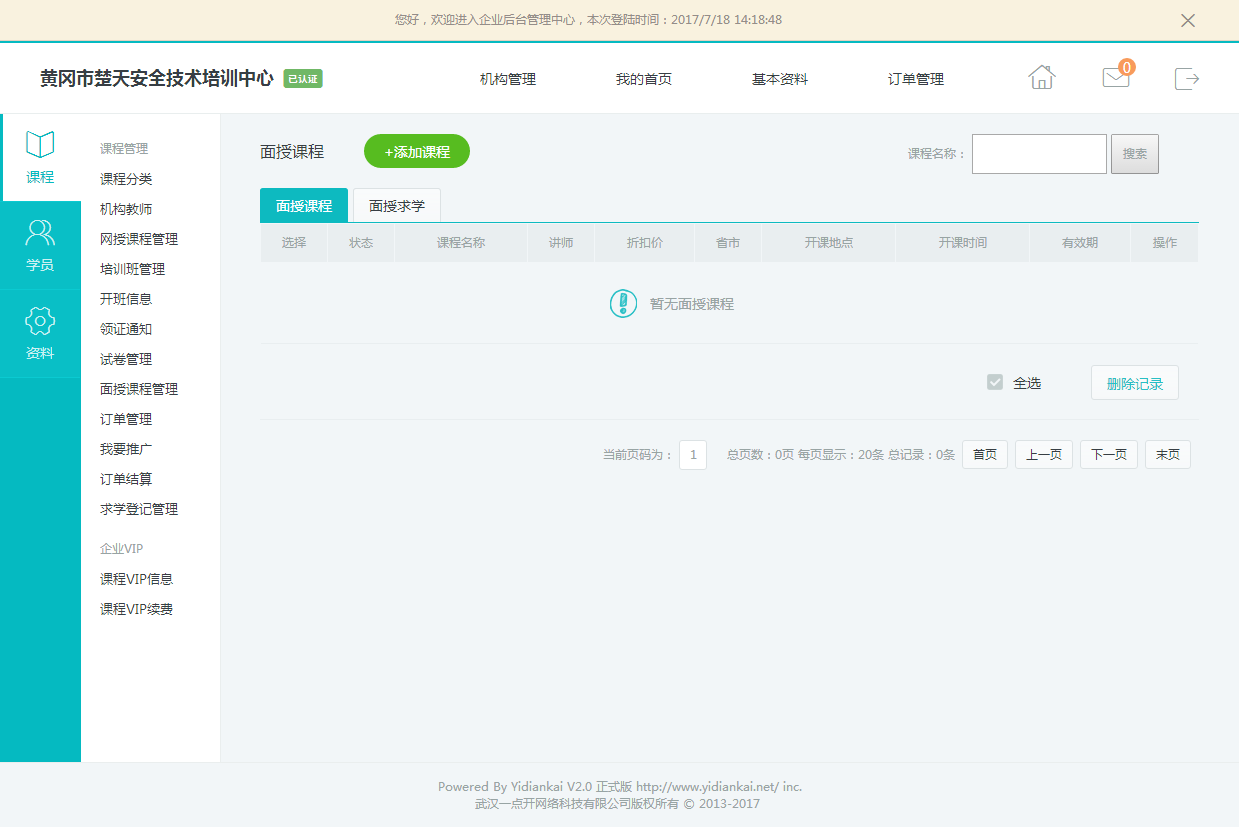 您好，欢迎进入企业后台管理中心，本次登陆时间：2017/7/18 14:18:48
黄冈市楚天安全技术培训中心 已认证 机构管理 我的首页 基本资料 订单管理 0
课程
学员
资料
课程管理
课程分类
机构教师
网授课程管理
培训班管理
开班信息
领证通知
试卷管理
面授课程管理
订单管理
我要推广
订单结算
求学登记管理
企业VIP
课程VIP信息
课程VIP续费
面授课程 +添加课程 课程名称： 搜索
面授课程 面授求学
选择 状态 课程名称 讲师 折扣价 省市 开课地点 开课时间 有效期 操作
暂无面授课程
全选 删除记录
当前页码为： 1 总页数：0页 每页显示：20条 总记录：0条 首页 上一页 下一页 末页
Powered By Yidiankai V2.0 正式版 http://www.yidiankai.net/ inc.
武汉一点开网络科技有限公司版权所有 © 2013-2017